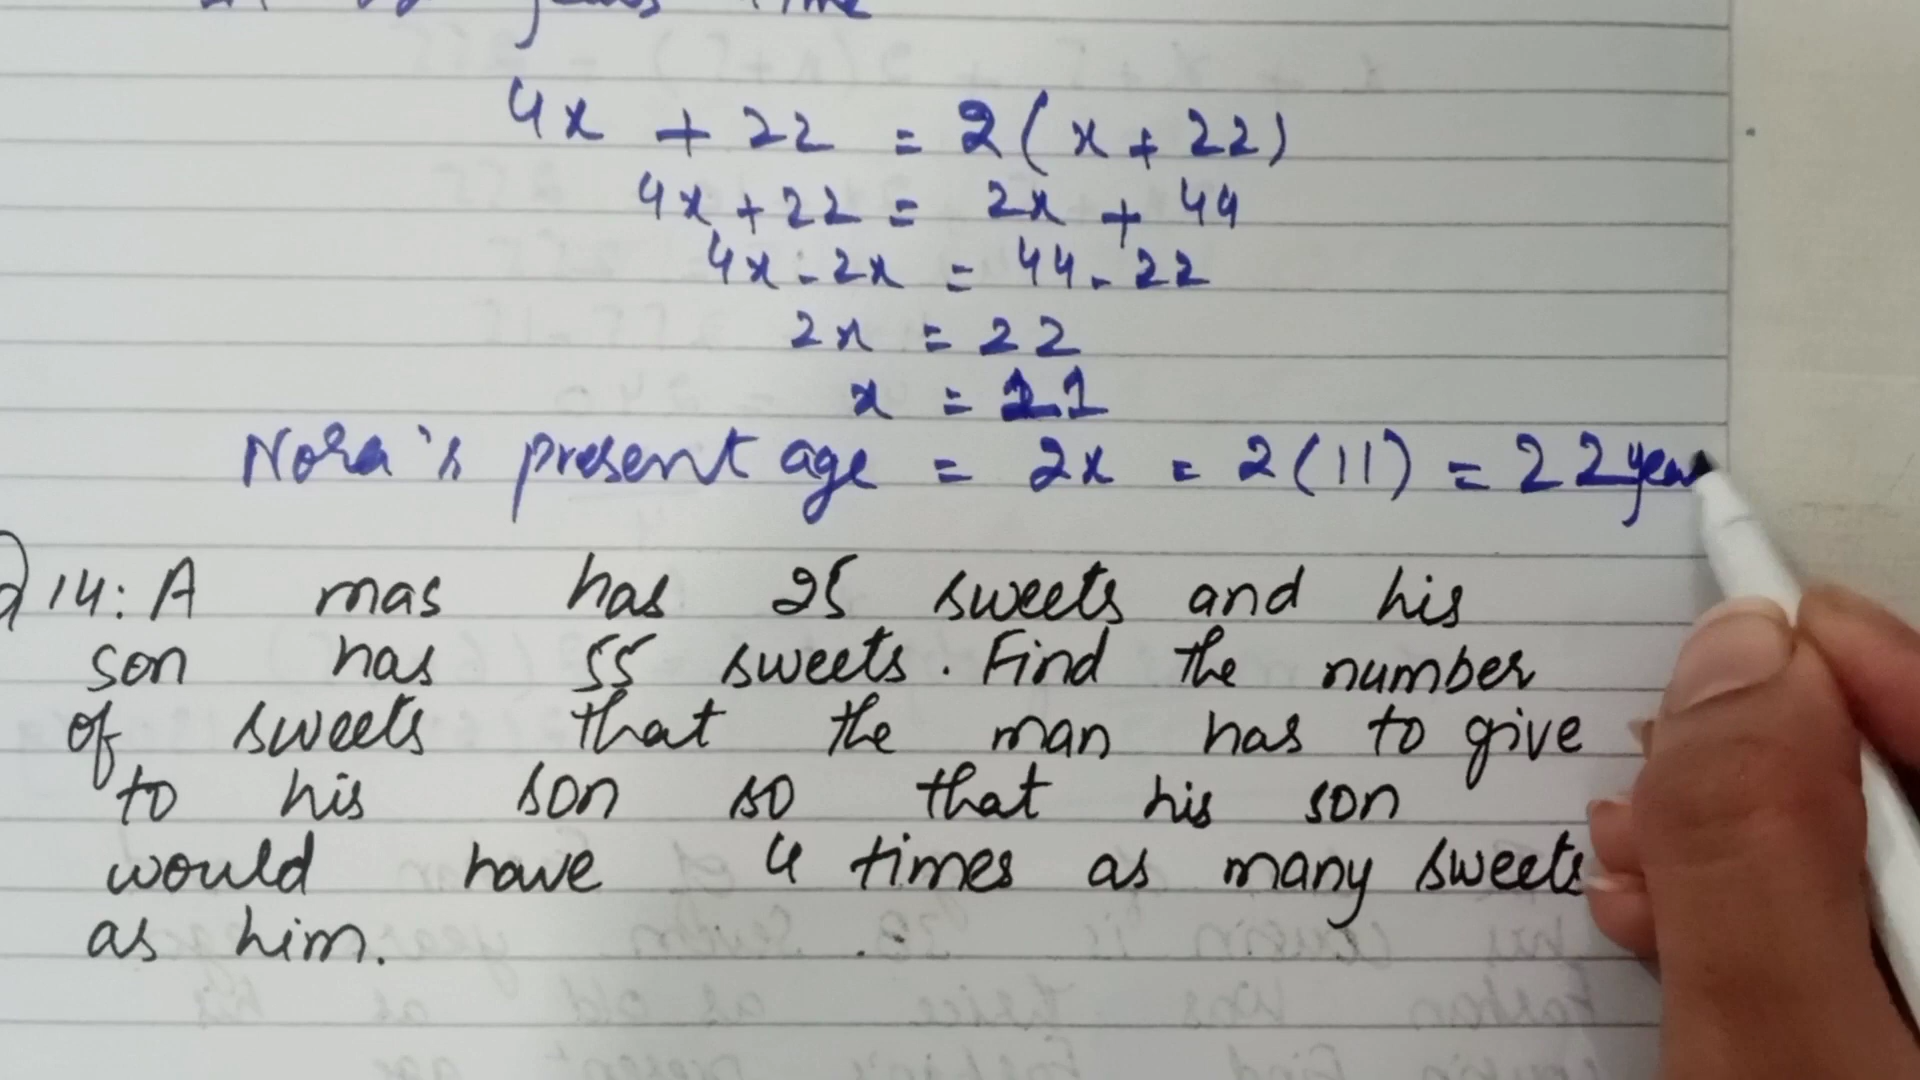 4x + 22 = 2(x + 22)
4x + 22 = 2x + 44
4x - 2x = 44 - 22
2x = 22
x = 11
Nora's present age = 2x = 2(11) = 22 year
14: A mas has 25 sweets and his
son has 55 sweets. Find the number
of sweets that the man has to give
to his son so that his son
would have 4 times as many sweets
as him.